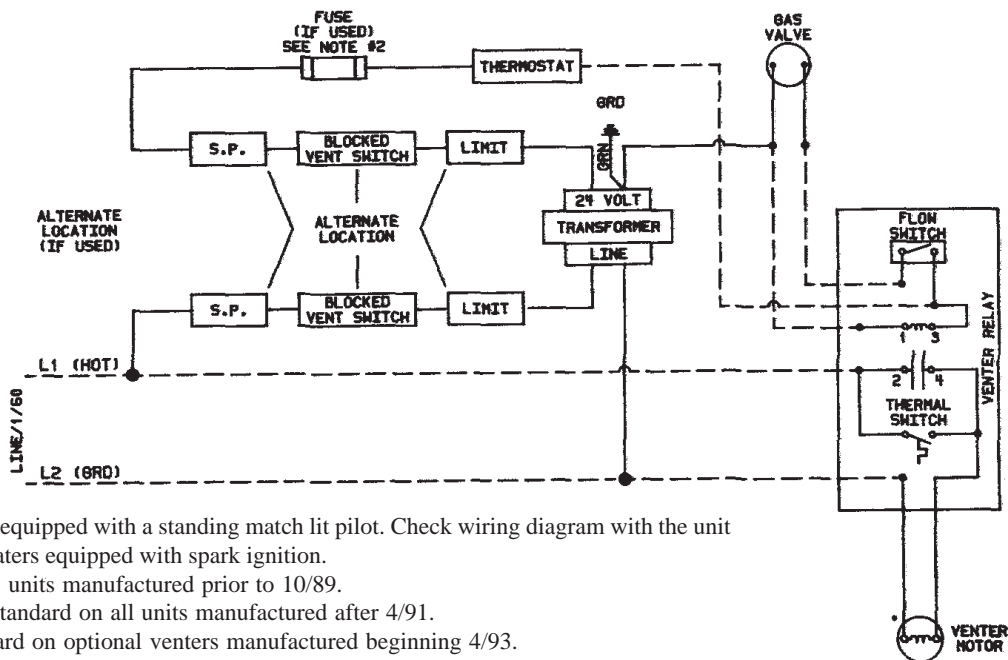 FUSE
(IF USED)
SEE NOTE #2
THERMOSTAT
GAS
VALVE
GRD
GRN
S.P.
BLOCKED
VENT SWITCH
LIMIT
24 VOLT
TRANSFORMER
LINE
ALTERNATE
LOCATION
(IF USED)
ALTERNATE
LOCATION
S.P.
BLOCKED
VENT SWITCH
LIMIT
FLOW
SWITCH
1 3
2 4
THERMAL
SWITCH
VENTER RELAY
L1 (HOT)
LINE/1/60
L2 (GRD)
VENTER
MOTOR
equipped with a standing match lit pilot. Check wiring diagram with the unit
aters equipped with spark ignition.
units manufactured prior to 10/89.
tandard on all units manufactured after 4/91.
ard on optional venters manufactured beginning 4/93.